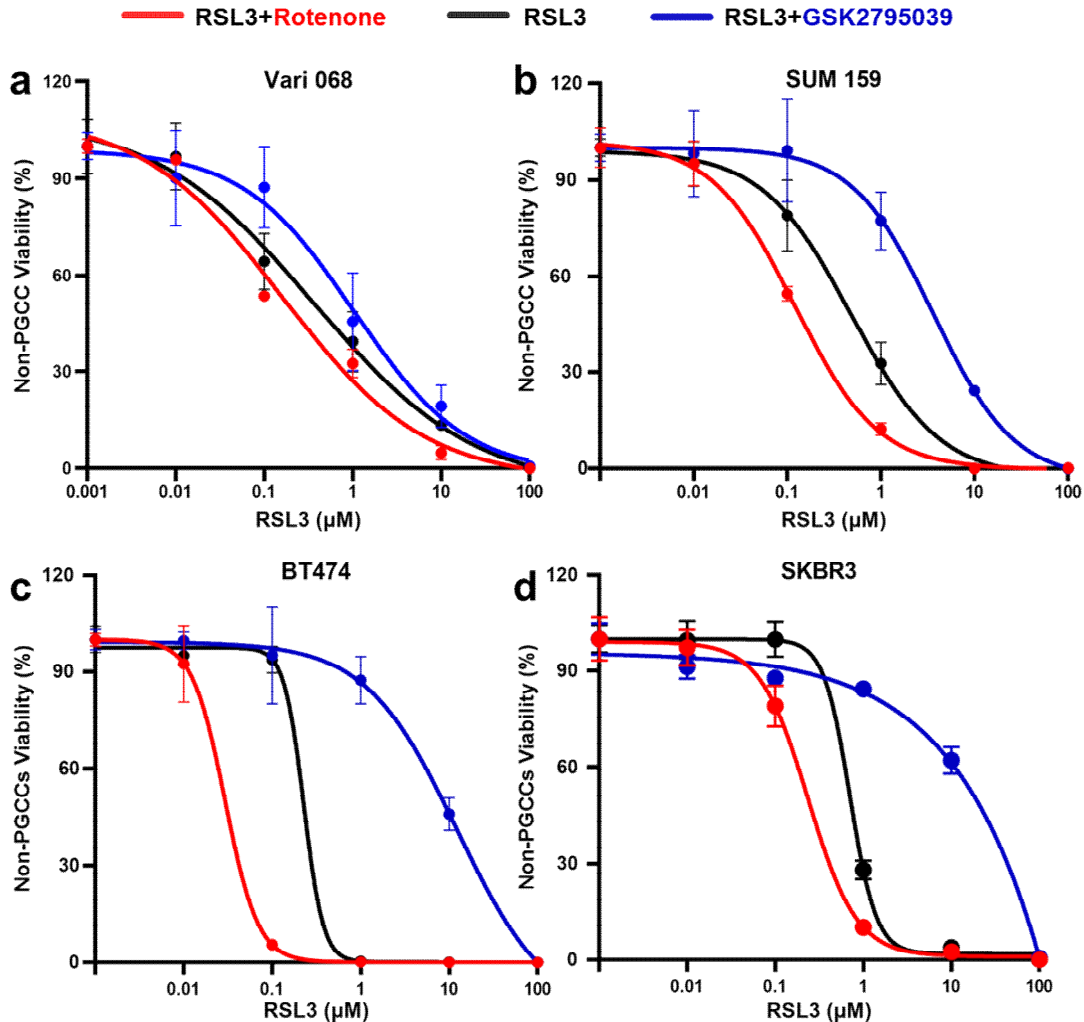 RSL3+Rotenone RSL3 RSL3+GSK2795039
a Vari 068
Non-PGCC Viability (%)
120
90
60
30
0
0.001 0.01 0.1 1 10 100
RSL3 (µM)
b SUM 159
Non-PGCC Viability (%)
120
90
60
30
0
0.01 0.1 1 10 100
RSL3 (µM)
c BT474
Non-PGCCs Viability (%)
120
90
60
30
0
0.01 0.1 1 10 100
RSL3 (µM)
d SKBR3
Non-PGCCs Viability (%)
120
90
60
30
0
0.01 0.1 1 10 100
RSL3 (µM)